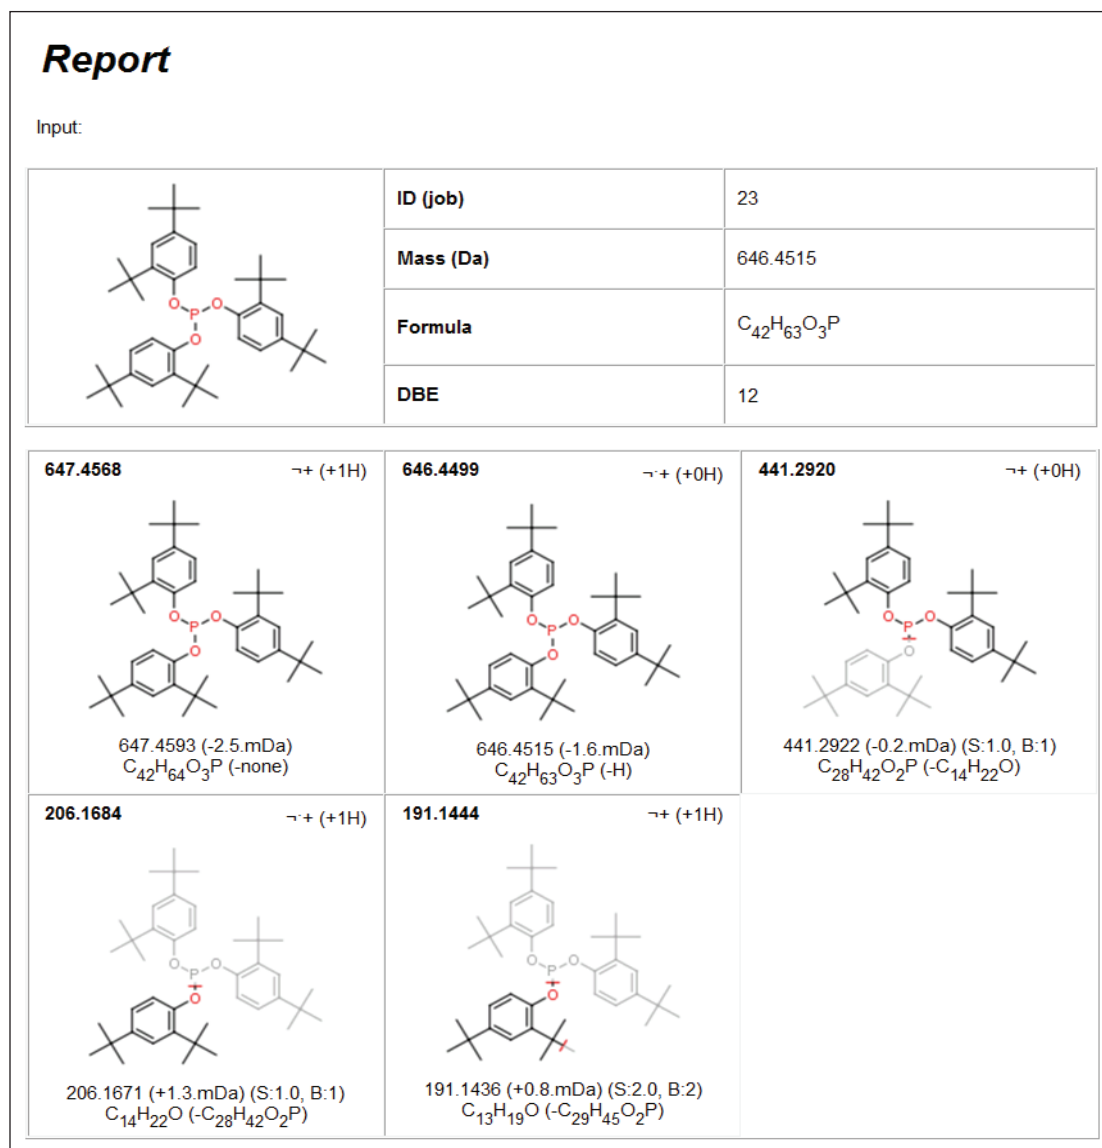 Report
Input:
ID (job) 23
Mass (Da) 646.4515
Formula C42H63O3P
DBE 12
647.4568 ¬+ (+1H)
647.4593 (-2.5.mDa)
C42H64O3P (-none)
646.4499 ¬·+ (+0H)
646.4515 (-1.6.mDa)
C42H63O3P (-H)
441.2920 ¬+ (+0H)
441.2922 (-0.2.mDa) (S:1.0, B:1)
C28H42O2P (-C14H22O)
206.1684 ¬·+ (+1H)
206.1671 (+1.3.mDa) (S:1.0, B:1)
C14H22O (-C28H42O2P)
191.1444 ¬+ (+1H)
191.1436 (+0.8.mDa) (S:2.0, B:2)
C13H19O (-C29H45O2P)